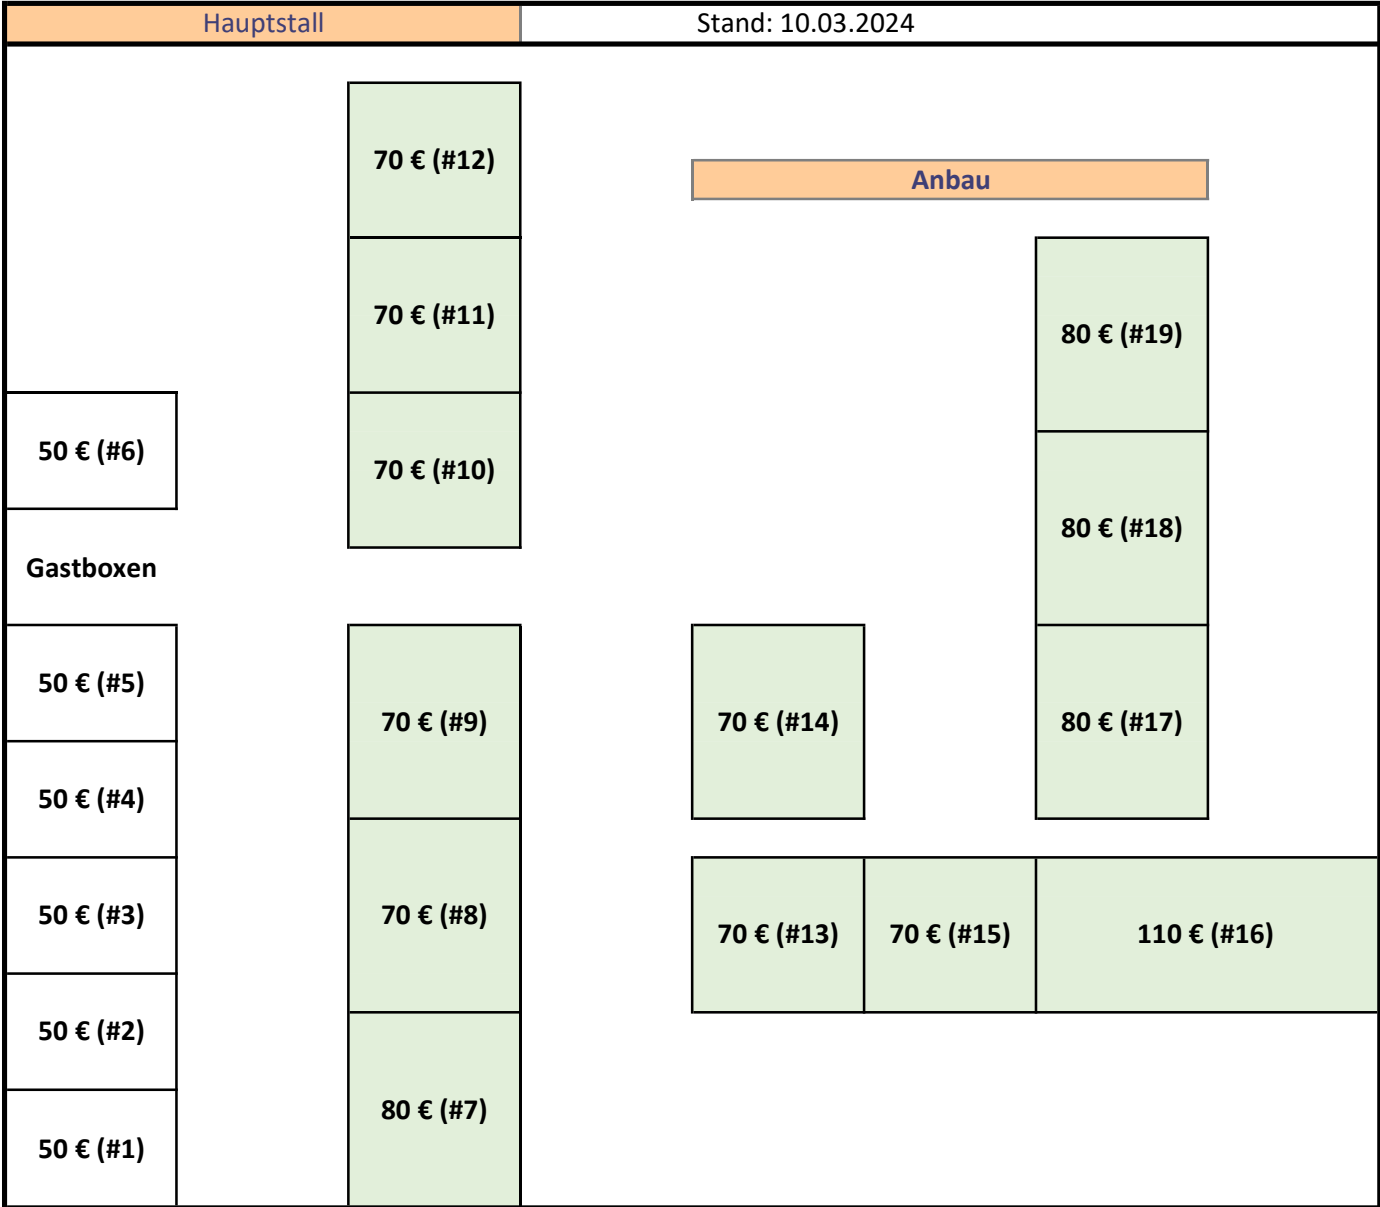 Hauptstall
Stand: 10.03.2024
70 € (#12)
Anbau
70 € (#11)
80 € (#19)
50 € (#6)
70 € (#10)
80 € (#18)
Gastboxen
50 € (#5)
70 € (#9)
70 € (#14)
80 € (#17)
50 € (#4)
50 € (#3)
70 € (#8)
70 € (#13)
70 € (#15)
110 € (#16)
50 € (#2)
80 € (#7)
50 € (#1)